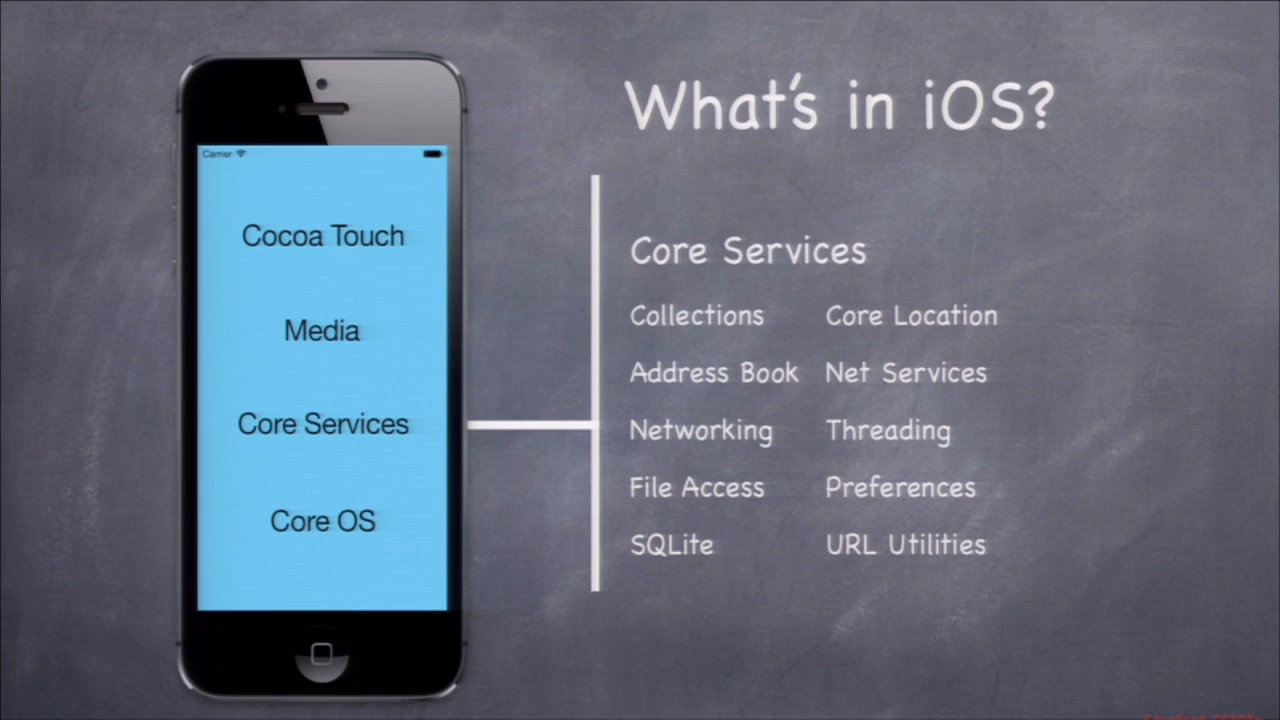 What's in iOS?
Carrier
Cocoa Touch
Media
Core Services
Core OS
Core Services
Collections Core Location
Address Book Net Services
Networking Threading
File Access Preferences
SQLite URL Utilities